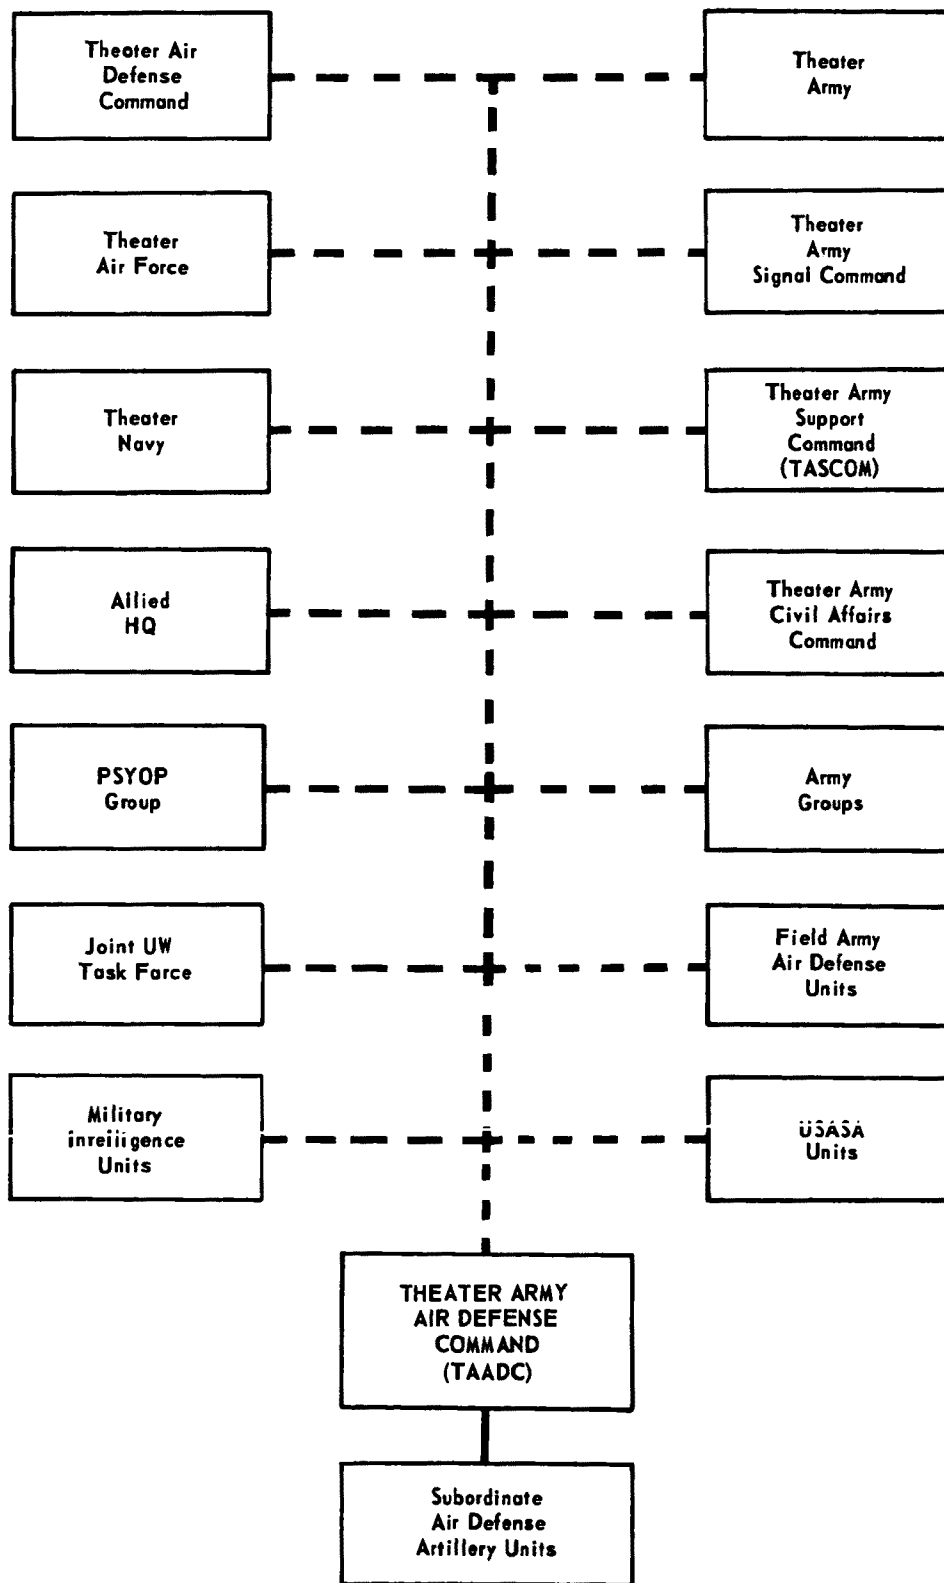 Theater Air
Defense
Command
Theater
Army
Theater
Air Force
Theater
Army
Signal Command
Theater
Navy
Theater Army
Support
Command
(TASCOM)
Allied
HQ
Theater Army
Civil Affairs
Command
PSYOP
Group
Army
Groups
Joint UW
Task Force
Field Army
Air Defense
Units
Military
Intelligence
Units
USASA
Units
THEATER ARMY
AIR DEFENSE
COMMAND
(TAADC)
Subordinate
Air Defense
Artillery Units